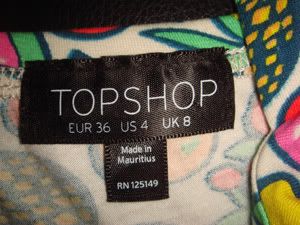 TOPSHOP
EUR 36 US 4 UK 8
Made in
Mauritius
RN 125149